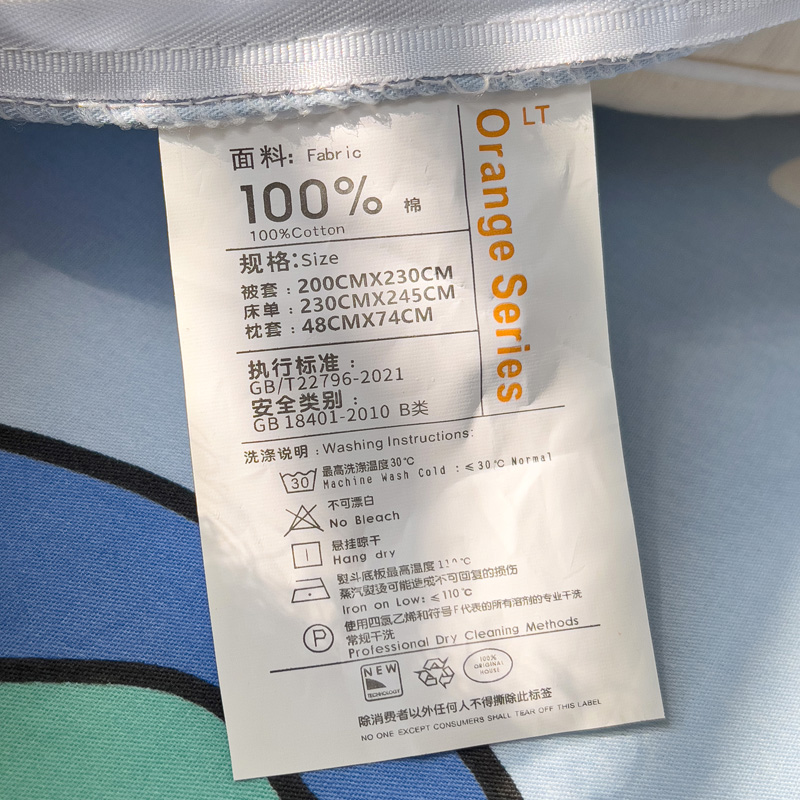 LT
Orange Series
面料: Fabric
100% 棉
100%Cotton
规格:Size
被套:200CMX230CM
床单:230CMX245CM
枕套:48CMX74CM
执行标准:
GB/T22796-2021
安全类别:
GB 18401-2010 B类
洗涤说明:Washing Instructions:
30
最高洗涤温度30℃
Machine Wash Cold :≤30℃ Normal
不可漂白
No Bleach
悬挂晾干
Hang dry
熨斗底板最高温度110℃
蒸汽熨烫可能造成不可回复的损伤
Iron on Low:≤110℃
P
使用四氯乙烯和符号F代表的所有溶剂的专业干洗
常规干洗
Professional Dry Cleaning Methods
NEW
TECHNOLOGY
100%
ORIGINAL
HOUSE
除消费者以外任何人不得撕除此标签
NO ONE EXCEPT CONSUMERS SHALL TEAR OFF THIS LABEL